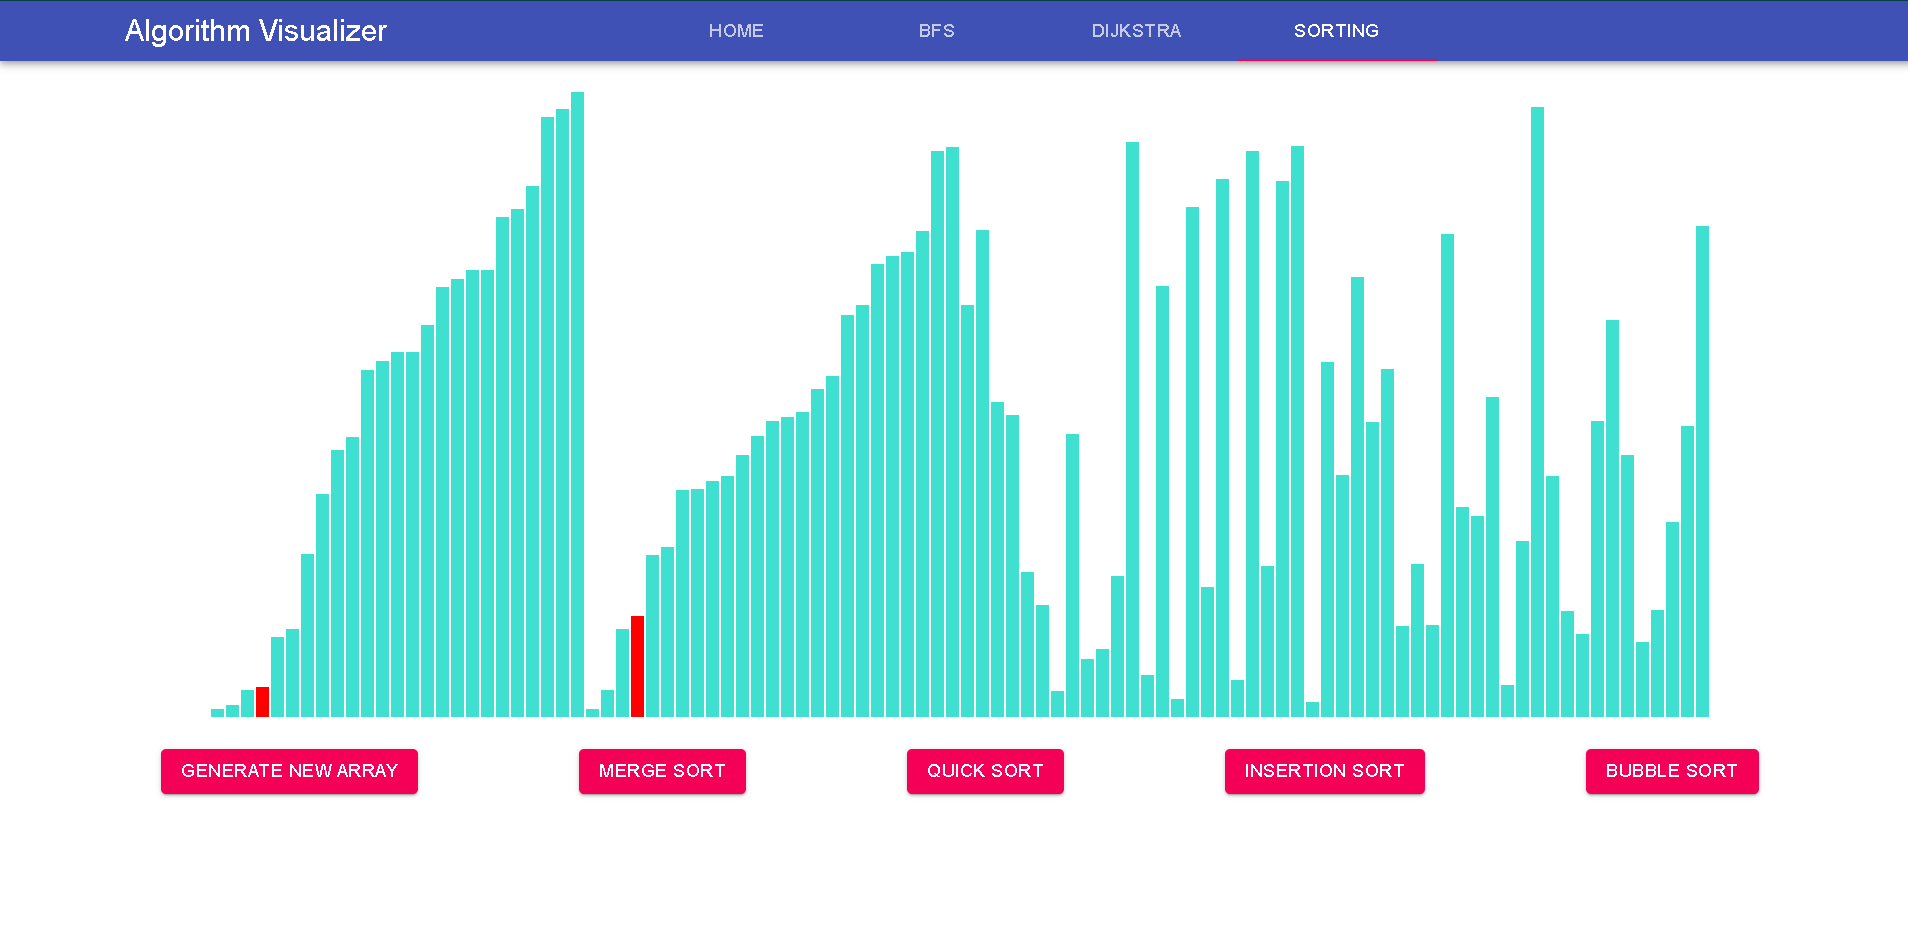 Algorithm Visualizer
HOME
BFS
DIJKSTRA
SORTING
GENERATE NEW ARRAY
MERGE SORT
QUICK SORT
INSERTION SORT
BUBBLE SORT